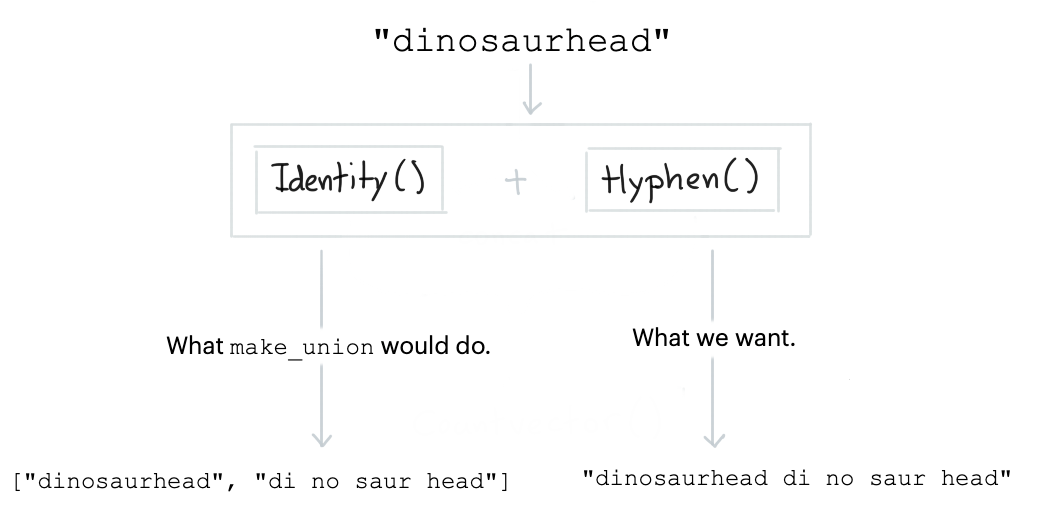 "dinosaurhead"
Identity() + Hyphen()
What make_union would do.
What we want.
["dinosaurhead", "di no saur head"]
"dinosaurhead di no saur head"